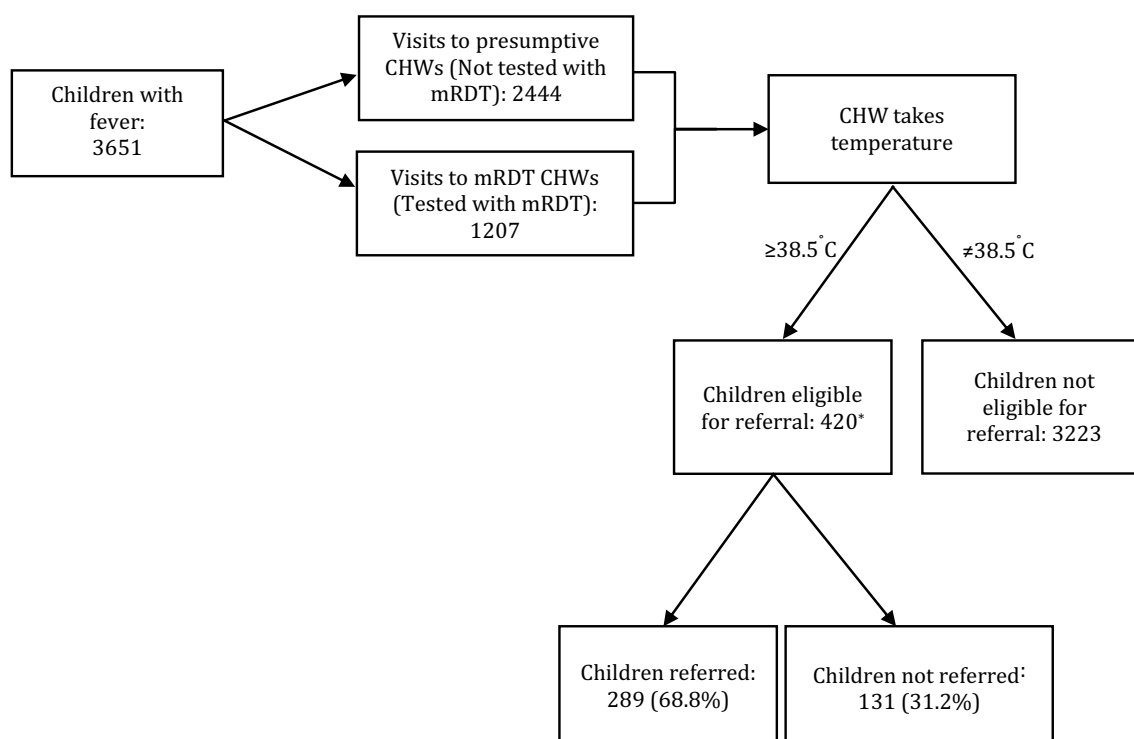 Children with
fever:
3651
Visits to presumptive
CHWs (Not tested with
mRDT): 2444
Visits to mRDT CHWs
(Tested with mRDT):
1207
CHW takes
temperature
≥38.5°C
≠38.5°C
Children eligible
for referral: 420*
Children not
eligible for
referral: 3223
Children referred:
289 (68.8%)
Children not referred:
131 (31.2%)